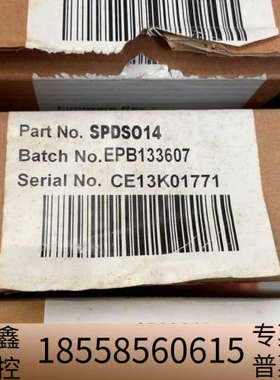 Part No. SPDSO14
Batch No.EPB133607
Serial No. CE13K01771
鑫
控
18558560615
专
普